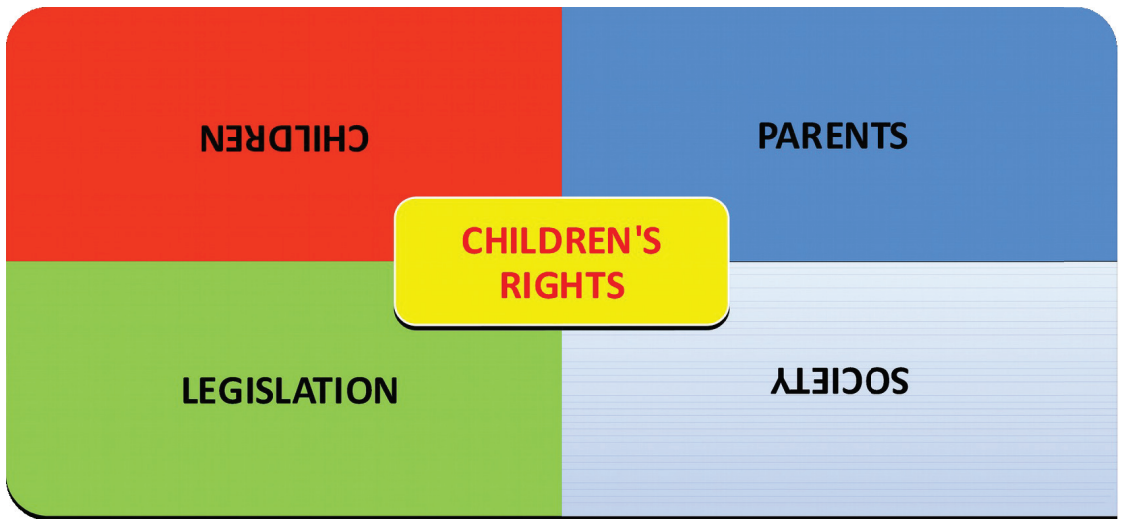 CHILDREN
PARENTS
CHILDREN'S
RIGHTS
LEGISLATION
SOCIETY